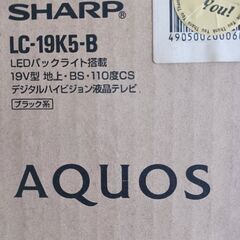 SHARP
You!
LC-19K5-B
LEDバックライト搭載
19V型 地上・BS・110度CS
デジタルハイビジョン液晶テレビ
ブラック系
AQUOS